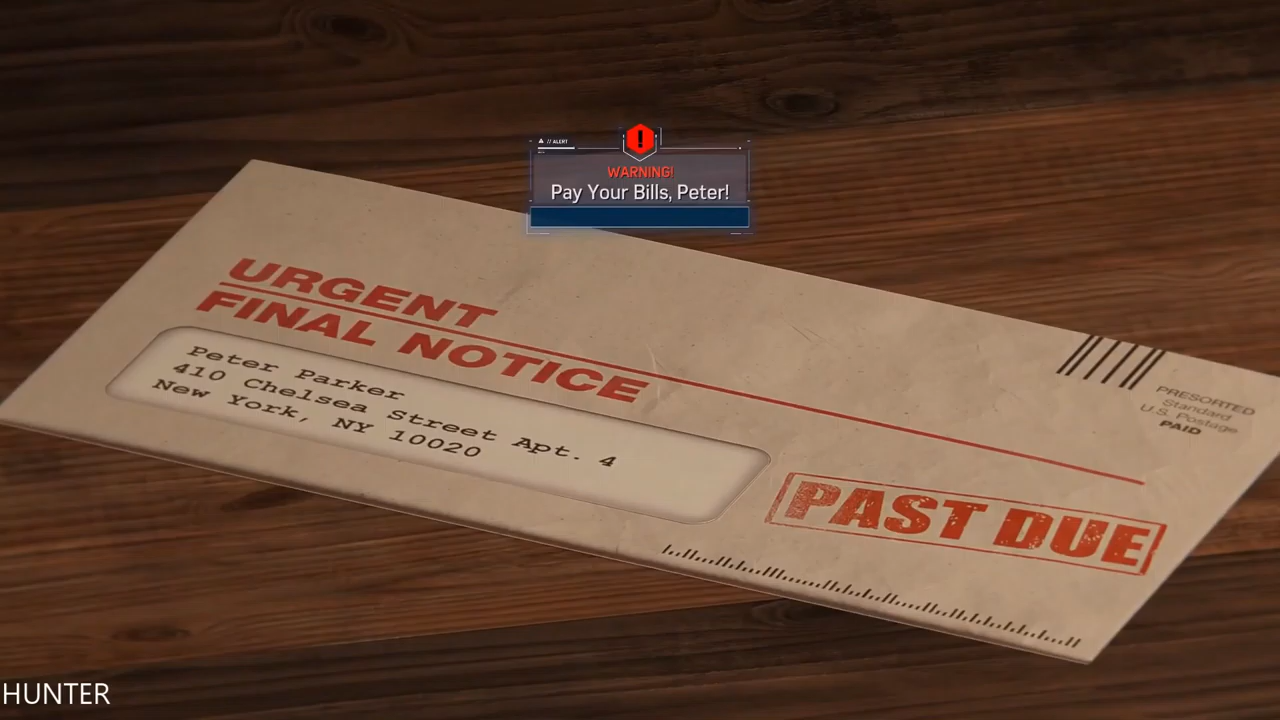 // ALERT
WARNING!
Pay Your Bills, Peter!
URGENT
FINAL NOTICE
Peter Parker
410 Chelsea Street Apt. 4
New York, NY 10020
PRESORTED
Standard
U.S. Postage
PAID
PAST DUE
HUNTER